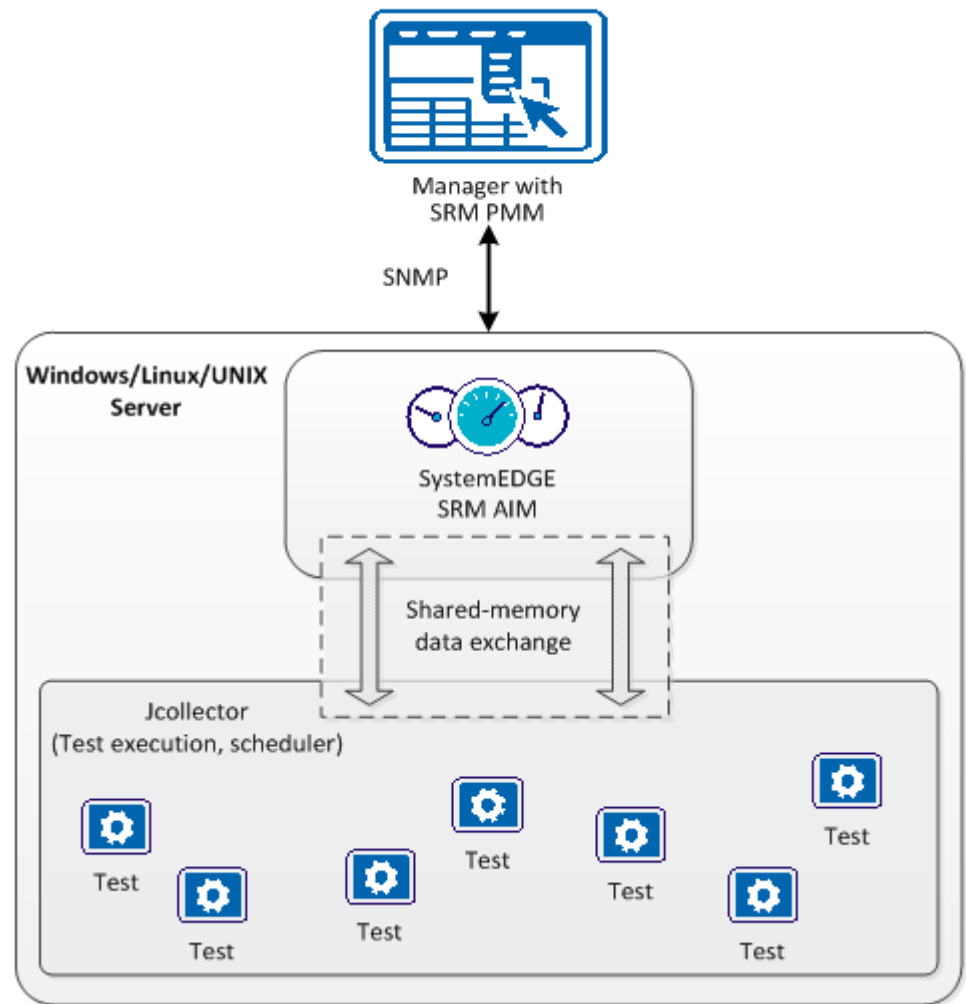 Manager with
SRM PMM
SNMP
Windows/Linux/UNIX
Server
SystemEDGE
SRM AIM
Shared-memory
data exchange
Jcollector
(Test execution, scheduler)
Test
Test
Test
Test
Test
Test
Test